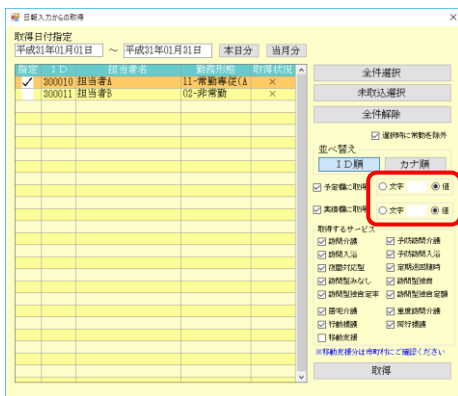 日報入力からの取得
取得日付指定
平成31年01月01日 ～ 平成31年01月31日 本日分 当月分
指定 ID 担当者名 勤務形態 取得状況
300010 担当者A 11-常勤専従(A ×
300011 担当者B 02-非常勤 ×
全件選択
未取込選択
全件解除
選択時に常勤を除外
並べ替え
ID順 カナ順
予定欄に取得 文字 値
実績欄に取得 文字 値
取得するサービス
訪問介護 予防訪問介護
訪問入浴 予防訪問入浴
夜間対応型 定期巡回随時
訪問型みなし 訪問型独自
訪問型独自定率 訪問型独自定額
居宅介護 重度訪問介護
行動援護 同行援護
移動支援
※移動支援分は市町村にご確認ください
取得